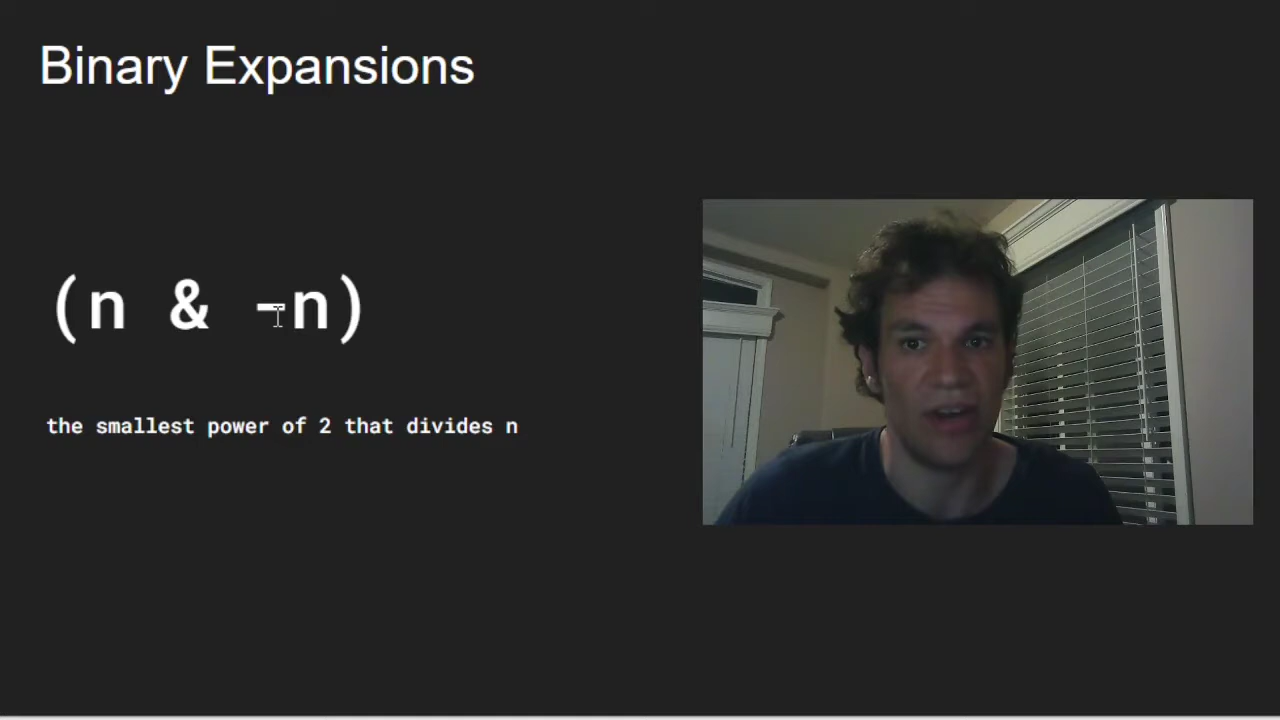 Binary Expansions
(n & -n)
the smallest power of 2 that divides n